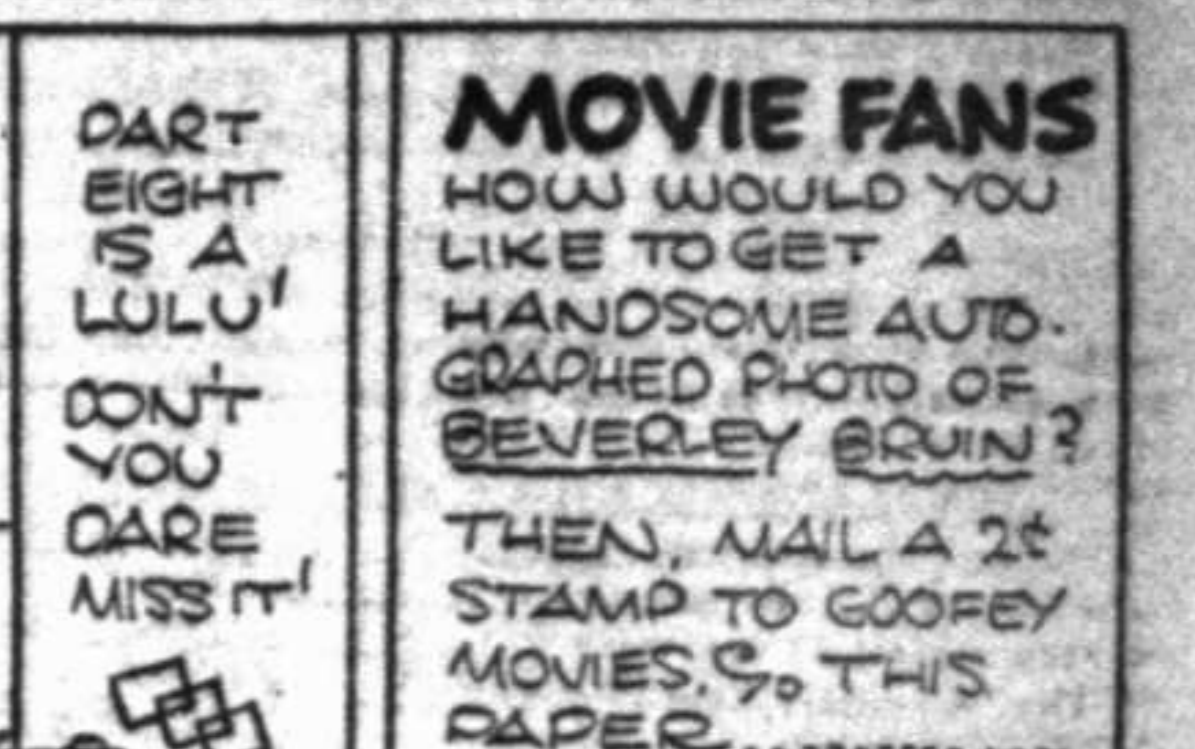 PART
EIGHT
IS A
LULU!
DON'T
YOU
DARE
MISS IT!
MOVIE FANS
HOW WOULD YOU
LIKE TO GET A
HANDSOME AUTO-
GRAPHED PHOTO OF
BEVERLEY BRUIN?
THEN, MAIL A 2¢
STAMP TO GOOFEY
MOVIES, c/o THIS
PAPER